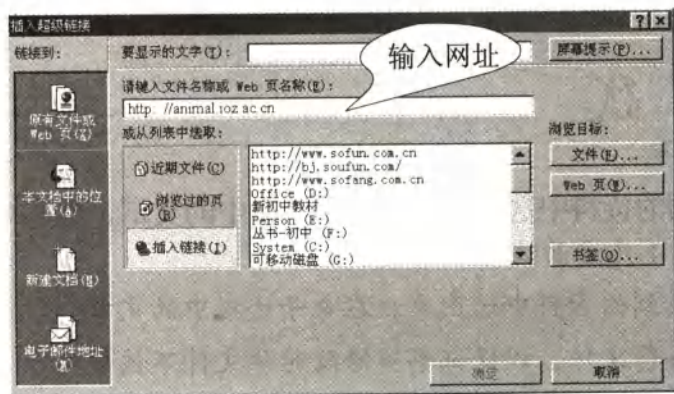 插入超级链接
链接到:
要显示的文字(T):
屏幕提示(P)...
输入网址
请键入文件名称或 Web 页名称(E):
http: //animal ioz ac cn
原有文件或
Web 页(X)
或从列表中选取:
浏览目标:
近期文件(C)
浏览过的页
(B)
插入链接(I)
http://www.sofun.com.cn
http://bj.soufun.com/
http://www.sofang.com.cn
Office (D:)
新初中教材
Person (E:)
丛书-初中 (F:)
System (C:)
可移动磁盘 (G:)
文件(F)...
Web 页(W)...
书签(O)...
本文档中的位
置(A)
新建文档(N)
电子邮件地址
(M)
确定
取消